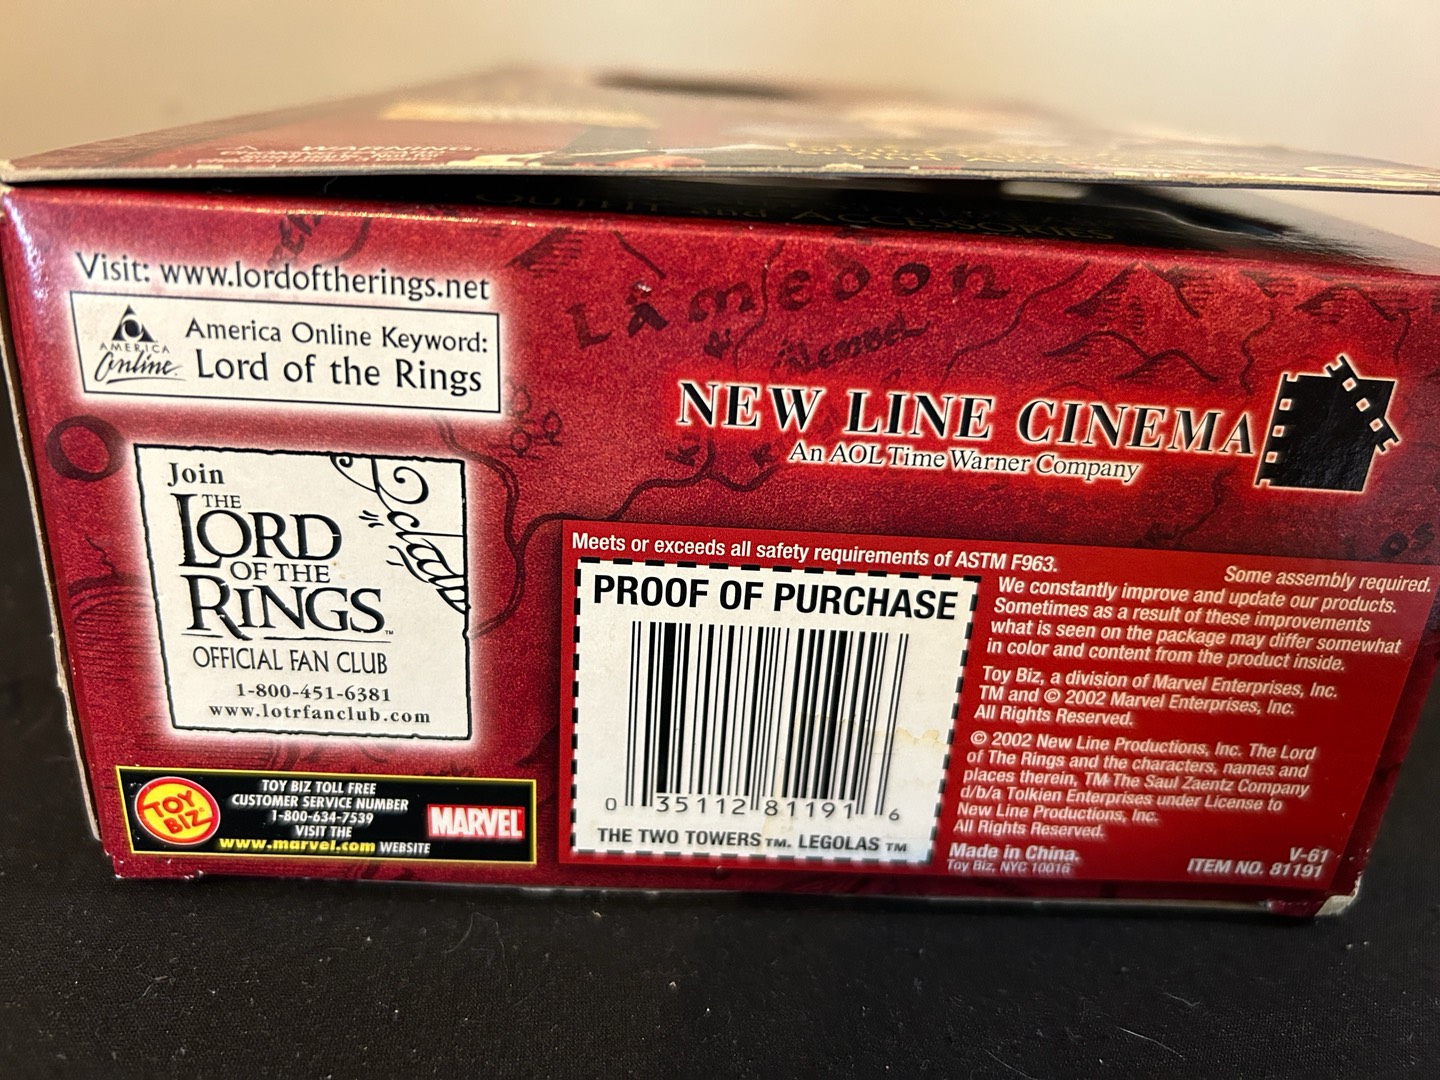 WARNING:
OUTFIT and ACCESSORIES
Visit: www.lordoftherings.net
AMERICA
Online
America Online Keyword:
Lord of the Rings
LAMEDON
NEW LINE CINEMA
An AOL Time Warner Company
Join
THE
LORD
OF THE
RINGS™
OFFICIAL FAN CLUB
1-800-451-6381
www.lotrfanclub.com
TOY BIZ
TOY BIZ TOLL FREE
CUSTOMER SERVICE NUMBER
1-800-634-7539
VISIT THE
www.marvel.com WEBSITE
MARVEL
Meets or exceeds all safety requirements of ASTM F963.
PROOF OF PURCHASE
0 35112 81191 6
THE TWO TOWERS™. LEGOLAS™
Some assembly required.
We constantly improve and update our products.
Sometimes as a result of these improvements
what is seen on the package may differ somewhat
in color and content from the product inside.
Toy Biz, a division of Marvel Enterprises, Inc.
TM and © 2002 Marvel Enterprises, Inc.
All Rights Reserved.
© 2002 New Line Productions, Inc. The Lord
of The Rings and the characters, names and
places therein, TM The Saul Zaentz Company
d/b/a Tolkien Enterprises under License to
New Line Productions, Inc.
All Rights Reserved.
Made in China.
Toy Biz, NYC 10016
V-61
ITEM NO. 81191